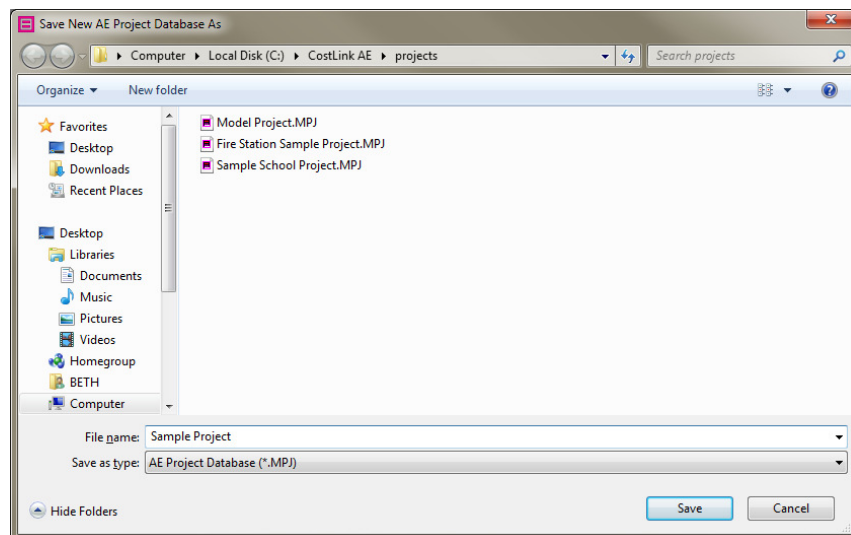 Save New AE Project Database As
Computer Local Disk (C:) CostLink AE projects
Search projects
Organize New folder
Favorites
Desktop
Downloads
Recent Places
Desktop
Libraries
Documents
Music
Pictures
Videos
Homegroup
BETH
Computer
Model Project.MPJ
Fire Station Sample Project.MPJ
Sample School Project.MPJ
File name: Sample Project
Save as type: AE Project Database (*.MPJ)
Hide Folders
Save Cancel